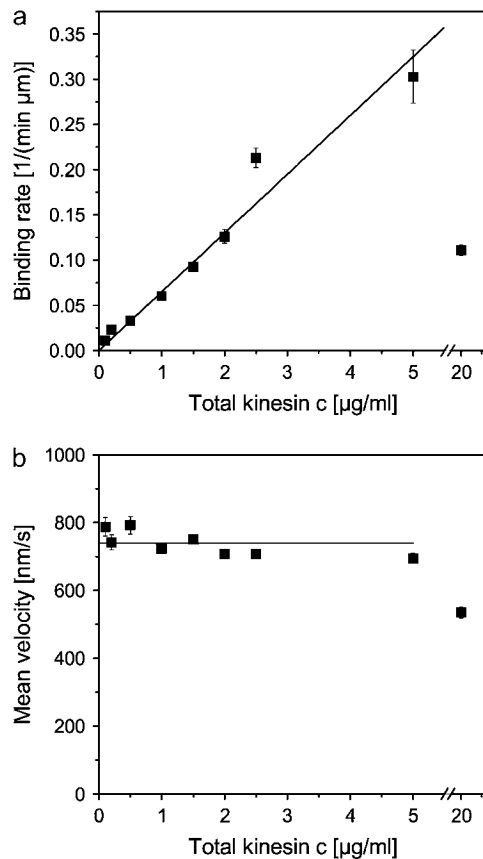 a
Binding rate [1/(min µm)]
0.35
0.30
0.25
0.20
0.15
0.10
0.05
0.00
0 1 2 3 4 5 20
Total kinesin c [µg/ml]
b
Mean velocity [nm/s]
1000
800
600
400
200
0
0 1 2 3 4 5 20
Total kinesin c [µg/ml]